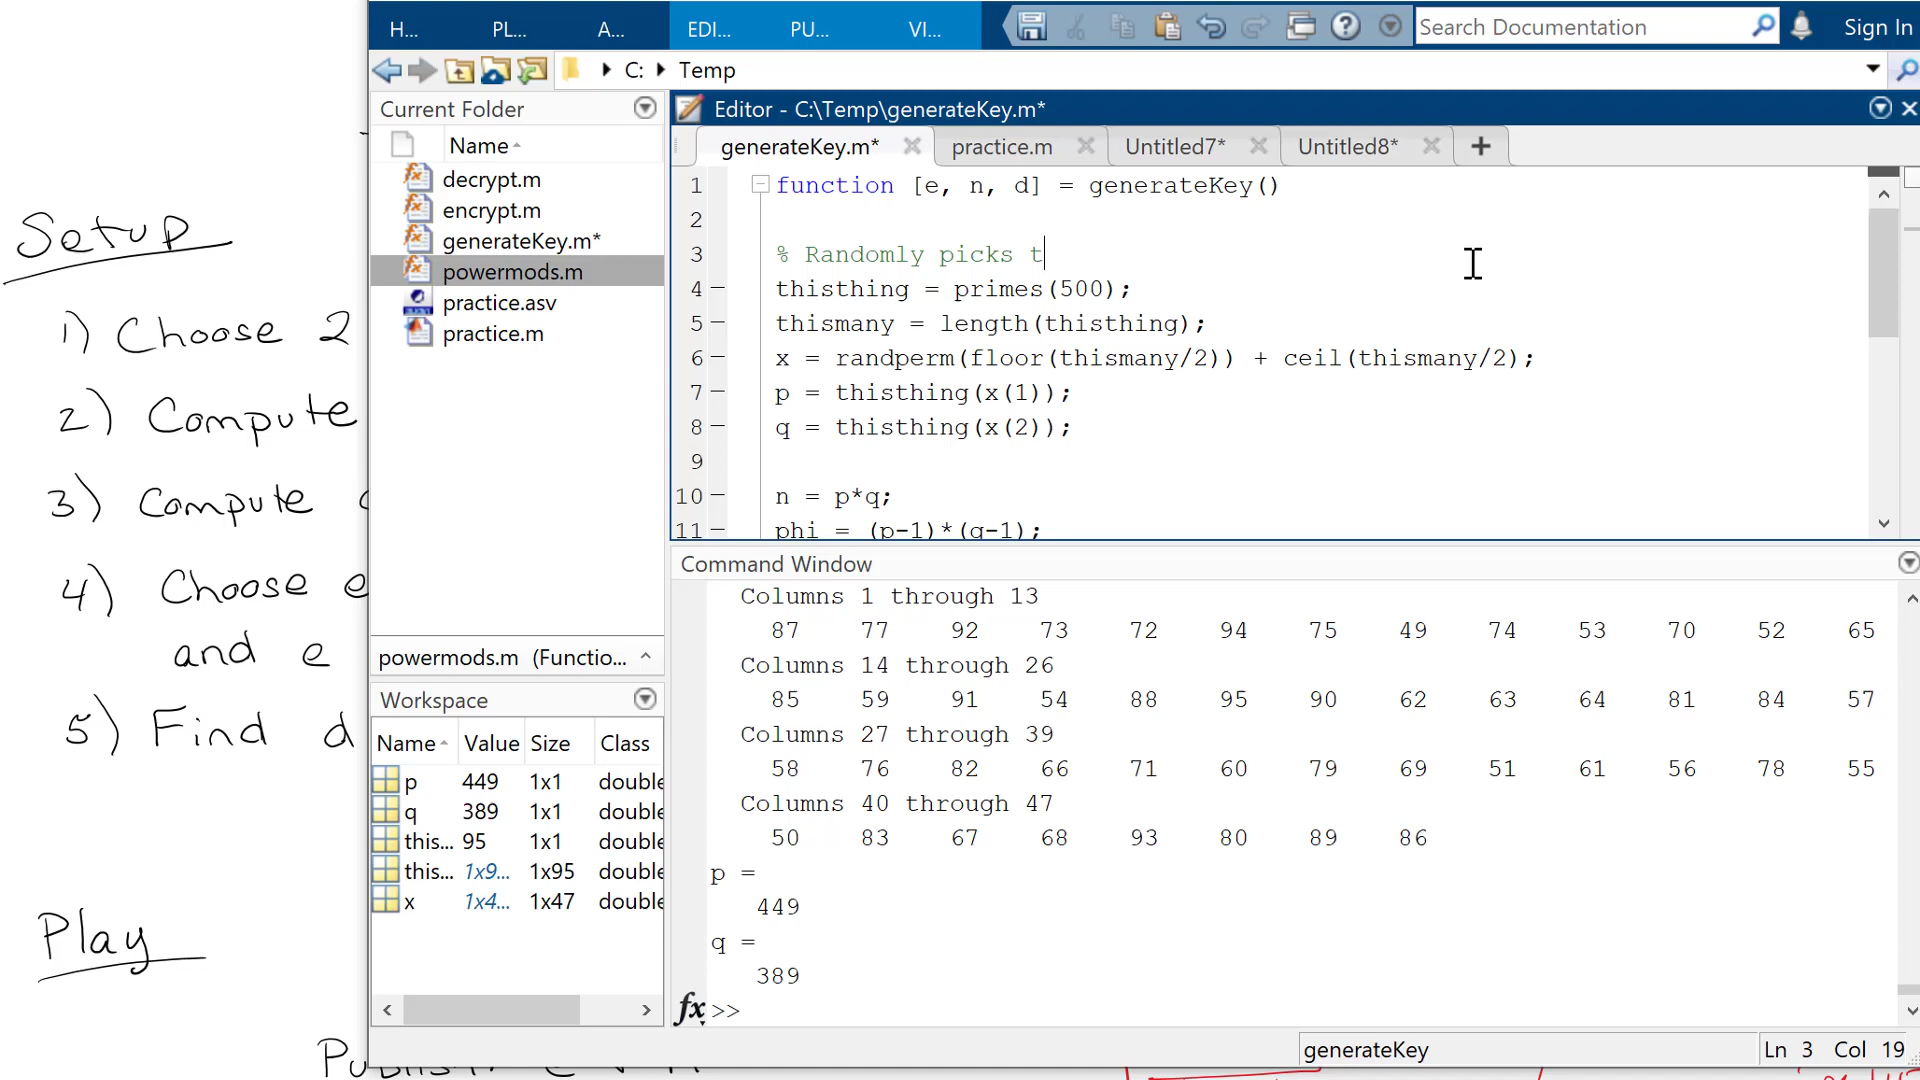 H...
PL...
A...
EDI...
PU...
VI...
Search Documentation
Sign In
C:
Temp
Current Folder
Name
decrypt.m
encrypt.m
generateKey.m*
powermods.m
practice.asv
practice.m
powermods.m (Functio...
Workspace
Name Value Size Class
p 449 1x1 double
q 389 1x1 double
this... 95 1x1 double
this... 1x9... 1x95 double
x 1x4... 1x47 double
Editor - C:\Temp\generateKey.m*
generateKey.m*
practice.m
Untitled7*
Untitled8*
1 function [e, n, d] = generateKey()
2
3 % Randomly picks t
4 thisthing = primes(500);
5 thismany = length(thisthing);
6 x = randperm(floor(thismany/2)) + ceil(thismany/2);
7 p = thisthing(x(1));
8 q = thisthing(x(2));
9
10 n = p*q;
11 phi = (p-1)*(q-1);
Command Window
Columns 1 through 13
87 77 92 73 72 94 75 49 74 53 70 52 65
Columns 14 through 26
85 59 91 54 88 95 90 62 63 64 81 84 57
Columns 27 through 39
58 76 82 66 71 60 79 69 51 61 56 78 55
Columns 40 through 47
50 83 67 68 93 80 89 86
p =
449
q =
389
fx >>
generateKey
Ln 3 Col 19
Setup
1) Choose 2
2) Compute
3) Compute
4) Choose e
and e
5) Find d
Play